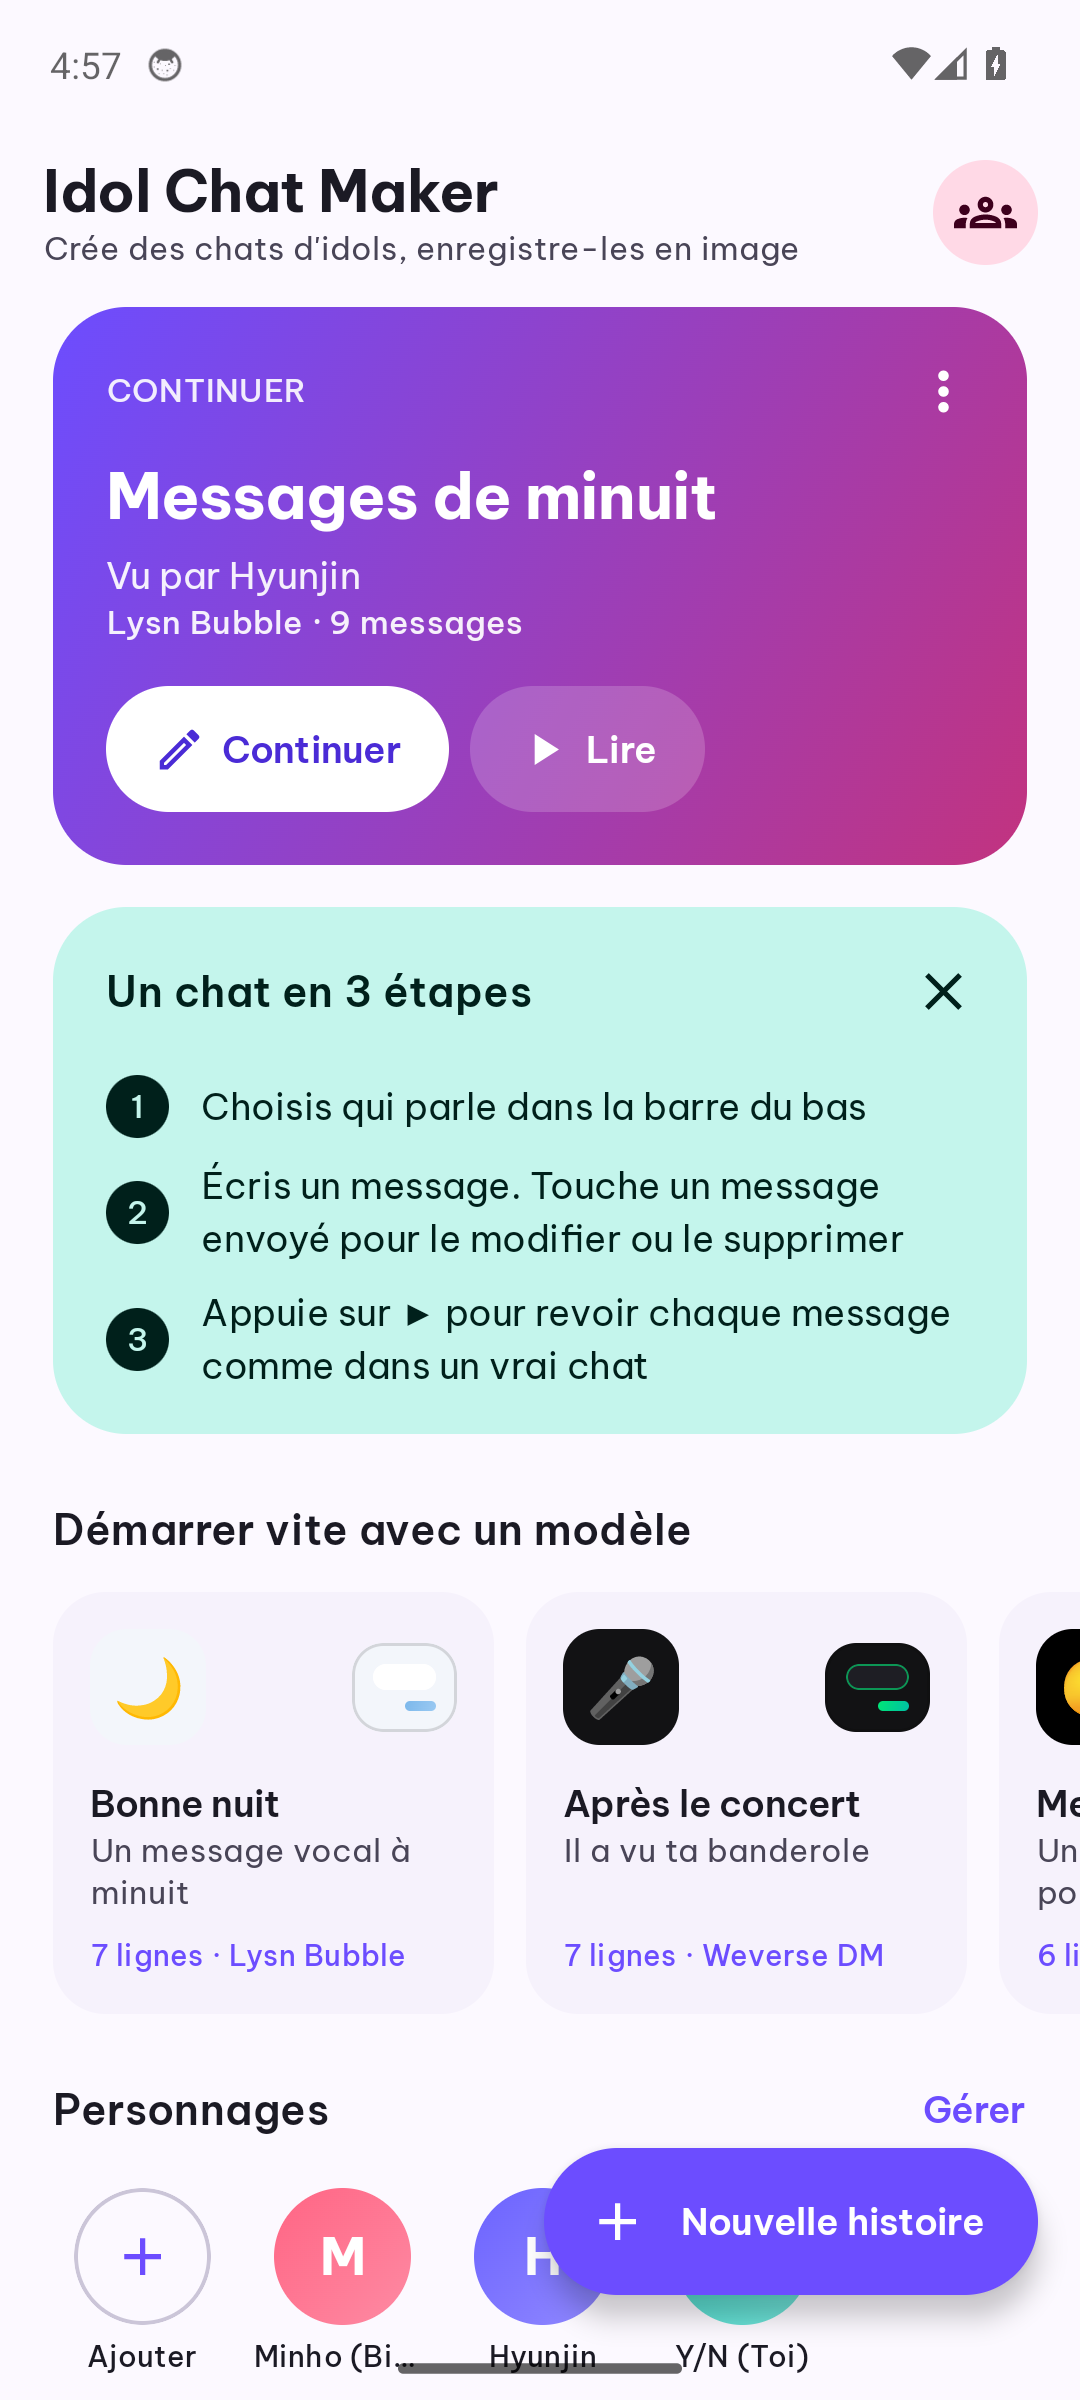 4:57
Idol Chat Maker
Crée des chats d'idols, enregistre-les en image
CONTINUER
Messages de minuit
Vu par Hyunjin
Lysn Bubble · 9 messages
Continuer
Lire
Un chat en 3 étapes
1 Choisis qui parle dans la barre du bas
2 Écris un message. Touche un message
envoyé pour le modifier ou le supprimer
3 Appuie sur ► pour revoir chaque message
comme dans un vrai chat
Démarrer vite avec un modèle
Bonne nuit
Un message vocal à
minuit
7 lignes · Lysn Bubble
Après le concert
Il a vu ta banderole
7 lignes · Weverse DM
Me
Un
po
6 li
Personnages
Gérer
Nouvelle histoire
M
H
Ajouter
Minho (Bi...
Hyunjin
Y/N (Toi)